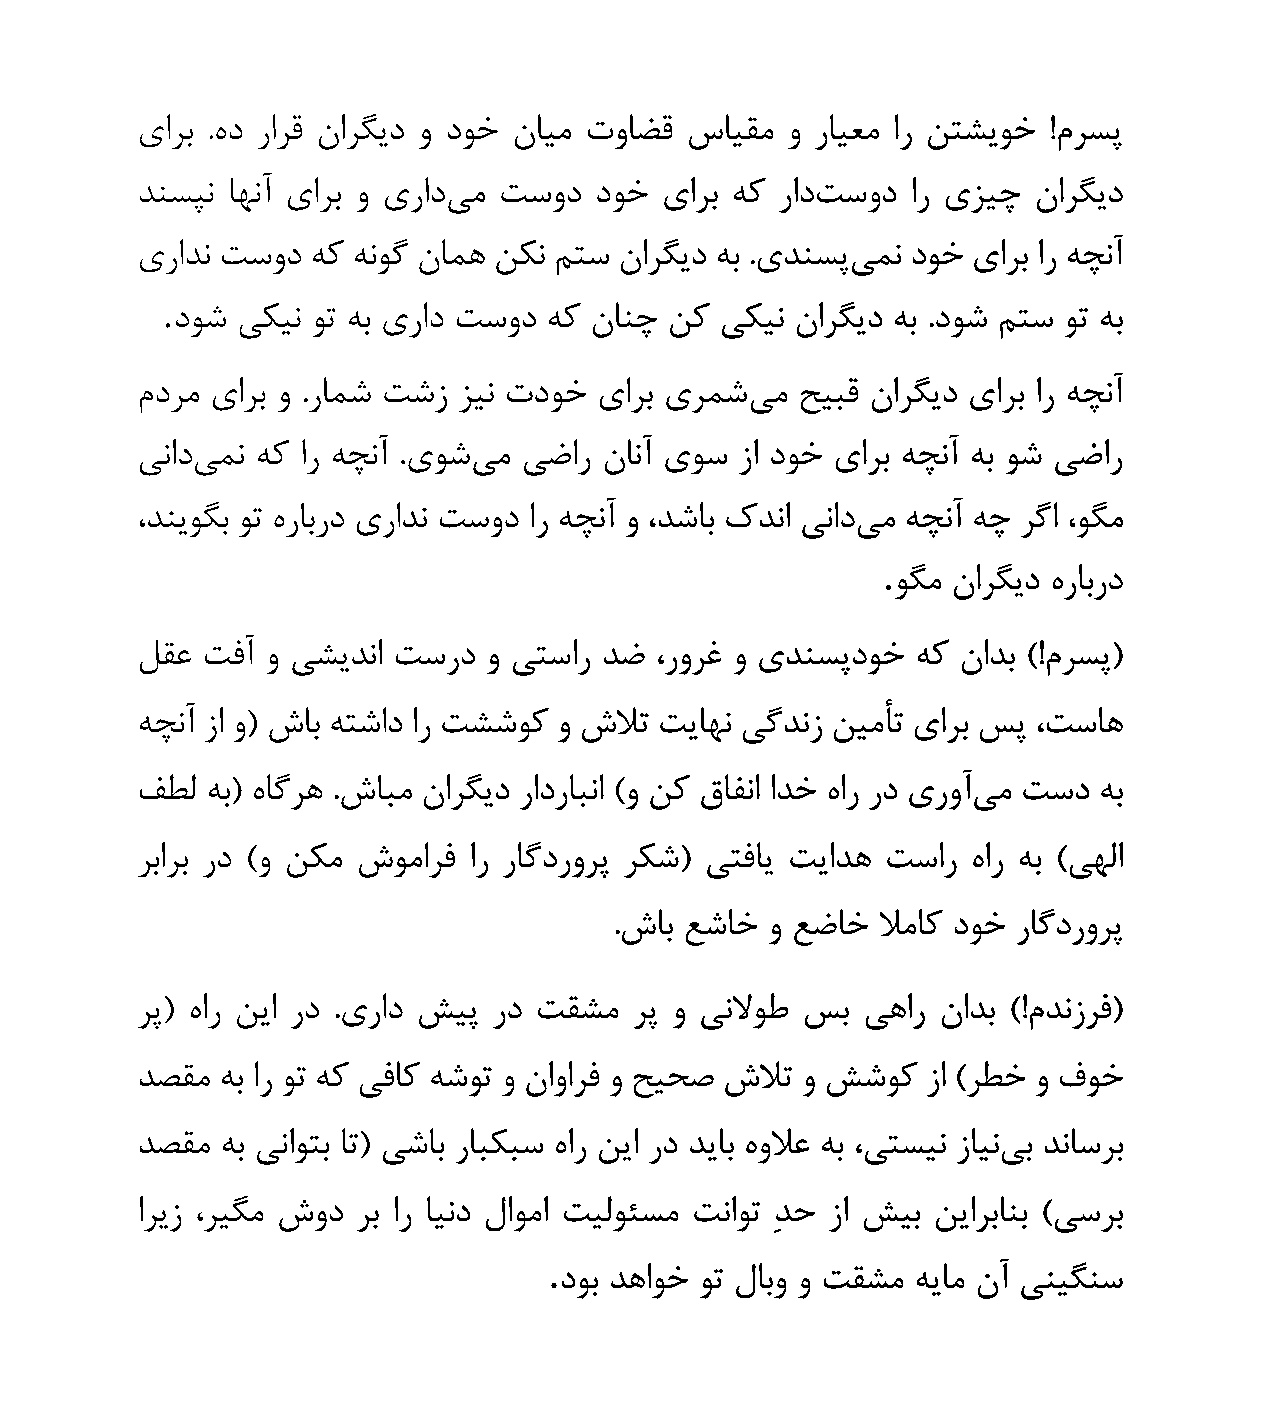 پسرم! خویشتن را معیار و مقیاس قضاوت میان خود و دیگران قرار ده. برای
دیگران چیزی را دوست‌دار که برای خود دوست می‌داری و برای آنها نپسند
آنچه را برای خود نمی‌پسندی. به دیگران ستم نکن همان گونه که دوست نداری
به تو ستم شود. به دیگران نیکی کن چنان که دوست داری به تو نیکی شود.
آنچه را برای دیگران قبیح می‌شمری برای خودت نیز زشت شمار. و برای مردم
راضی شو به آنچه برای خود از سوی آنان راضی می‌شوی. آنچه را که نمی‌دانی
مگو، اگر چه آنچه می‌دانی اندک باشد، و آنچه را دوست نداری درباره تو بگویند،
درباره دیگران مگو.
(پسرم!) بدان که خودپسندی و غرور، ضد راستی و درست اندیشی و آفت عقل
هاست، پس برای تأمین زندگی نهایت تلاش و کوششت را داشته باش (و از آنچه
به دست می‌آوری در راه خدا انفاق کن و) انباردار دیگران مباش. هرگاه (به لطف
الهی) به راه راست هدایت یافتی (شکر پروردگار را فراموش مکن و) در برابر
پروردگار خود کاملا خاضع و خاشع باش.
(فرزندم!) بدان راهی بس طولانی و پر مشقت در پیش داری. در این راه (پر
خوف و خطر) از کوشش و تلاش صحیح و فراوان و توشه کافی که تو را به مقصد
برساند بی‌نیاز نیستی، به علاوه باید در این راه سبکبار باشی (تا بتوانی به مقصد
برسی) بنابراین بیش از حدِ توانت مسئولیت اموال دنیا را بر دوش مگیر، زیرا
سنگینی آن مایه مشقت و وبال تو خواهد بود.